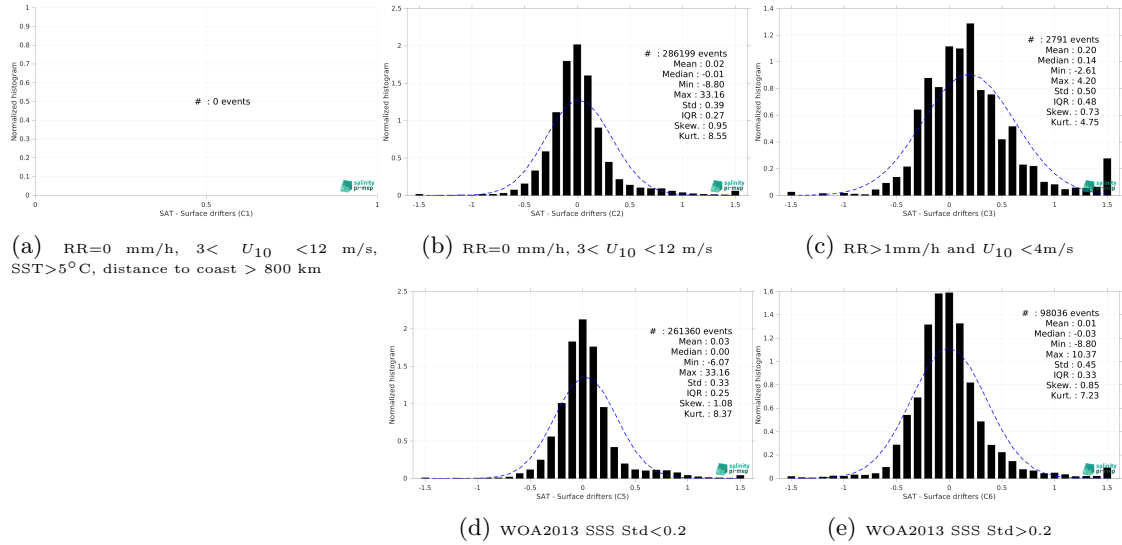 1
0.9
0.8
0.7
0.6
0.5
0.4
0.3
0.2
0.1
0
Normalized histogram
# : 0 events
salinity
pi-mep
0 0.5 1
SAT - Surface drifters (C1)
(a) RR=0 mm/h, 3< U10 <12 m/s,
SST>5°C, distance to coast > 800 km
2.5
2
1.5
1
0.5
0
Normalized histogram
# : 286199 events
Mean : 0.02
Median : -0.01
Min : -8.80
Max : 33.16
Std : 0.39
IQR : 0.27
Skew. : 0.95
Kurt. : 8.55
salinity
pi-mep
-1.5 -1 -0.5 0 0.5 1 1.5
SAT - Surface drifters (C2)
(b) RR=0 mm/h, 3< U10 <12 m/s
1.4
1.2
1
0.8
0.6
0.4
0.2
0
Normalized histogram
# : 2791 events
Mean : 0.20
Median : 0.14
Min : -2.61
Max : 4.20
Std : 0.50
IQR : 0.48
Skew. : 0.73
Kurt. : 4.75
salinity
pi-mep
-1.5 -1 -0.5 0 0.5 1 1.5
SAT - Surface drifters (C3)
(c) RR>1mm/h and U10 <4m/s
2.5
2
1.5
1
0.5
0
Normalized histogram
# : 261360 events
Mean : 0.03
Median : 0.00
Min : -6.07
Max : 33.16
Std : 0.33
IQR : 0.25
Skew. : 1.08
Kurt. : 8.37
salinity
pi-mep
-1.5 -1 -0.5 0 0.5 1 1.5
SAT - Surface drifters (C5)
(d) WOA2013 SSS Std<0.2
1.6
1.4
1.2
1
0.8
0.6
0.4
0.2
0
Normalized histogram
# : 98036 events
Mean : 0.01
Median : -0.03
Min : -8.80
Max : 10.37
Std : 0.45
IQR : 0.33
Skew. : 0.85
Kurt. : 7.23
salinity
pi-mep
-1.5 -1 -0.5 0 0.5 1 1.5
SAT - Surface drifters (C6)
(e) WOA2013 SSS Std>0.2